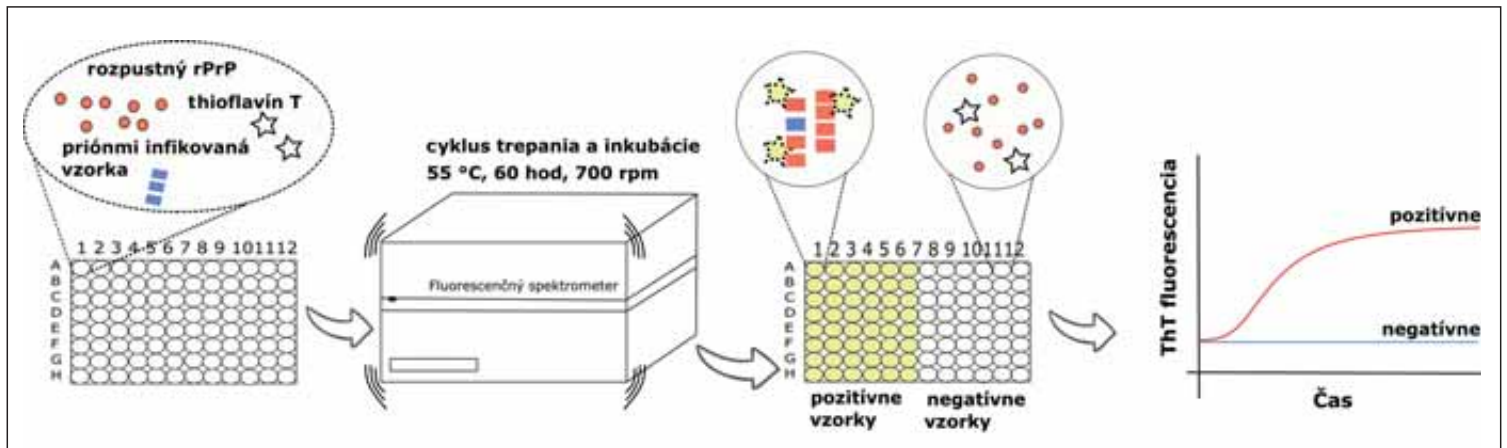 rozpustný rPrP
thioflavín T
priónmi infikovaná
vzorka
1 2 3 4 5 6 7 8 9 10 11 12
A
B
C
D
E
F
G
H
cyklus trepania a inkubácie
55 °C, 60 hod, 700 rpm
Fluorescenčný spektrometer
1 2 3 4 5 6 7 8 9 10 11 12
A
B
C
D
E
F
G
H
pozitívne
vzorky
negatívne
vzorky
ThT fluorescencia
pozitívne
negatívne
Čas